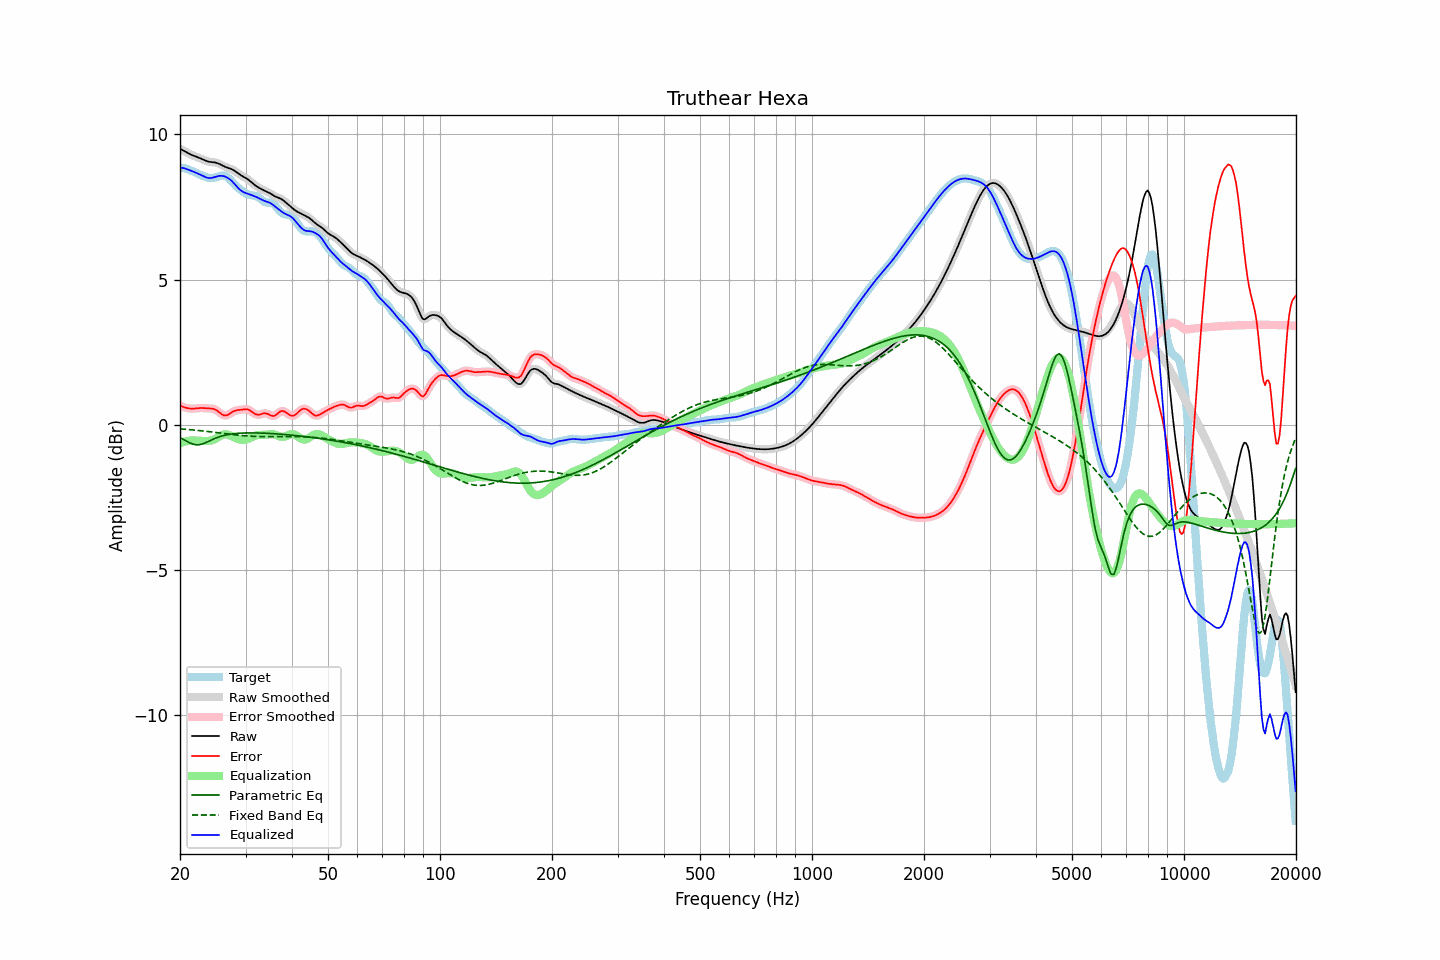 Truthear Hexa
Amplitude (dBr)
10
5
0
−5
−10
Target
Raw Smoothed
Error Smoothed
Raw
Error
Equalization
Parametric Eq
Fixed Band Eq
Equalized
20 50 100 200 500 1000 2000 5000 10000 20000
Frequency (Hz)